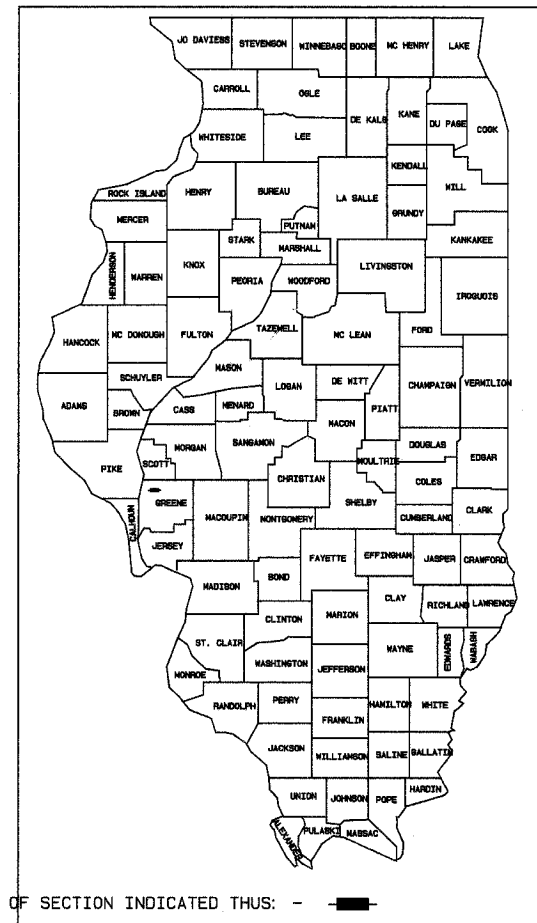 JO DAVIESS STEVENSON WINNEBAGO BOONE MC HENRY LAKE
CARROLL OGLE DE KALB KANE DU PAGE COOK
WHITESIDE LEE KENDALL WILL
ROCK ISLAND HENRY BUREAU LA SALLE GRUNDY
MERCER STARK PUTNAM MARSHALL KANKAKEE
HENDERSON WARREN KNOX PEORIA WOODFORD LIVINGSTON IROQUOIS
HANCOCK MC DONOUGH FULTON TAZEWELL MC LEAN FORD
SCHUYLER MASON LOGAN DE WITT CHAMPAIGN VERMILION
ADAMS BROWN CASS MENARD MACON PIATT
PIKE SCOTT MORGAN SANGAMON CHRISTIAN MOULTRIE DOUGLAS EDGAR
COLES
CALHOUN GREENE MACOUPIN MONTGOMERY SHELBY CUMBERLAND CLARK
JERSEY FAYETTE EFFINGHAM JASPER CRAWFORD
MADISON BOND CLAY RICHLAND LAWRENCE
CLINTON MARION
ST. CLAIR WASHINGTON JEFFERSON WAYNE EDWARDS WABASH
MONROE
RANDOLPH PERRY FRANKLIN HAMILTON WHITE
JACKSON WILLIAMSON SALINE GALLATIN
UNION JOHNSON POPE HARDIN
ALEXANDER PULASKI MASSAC
OF SECTION INDICATED THUS: -